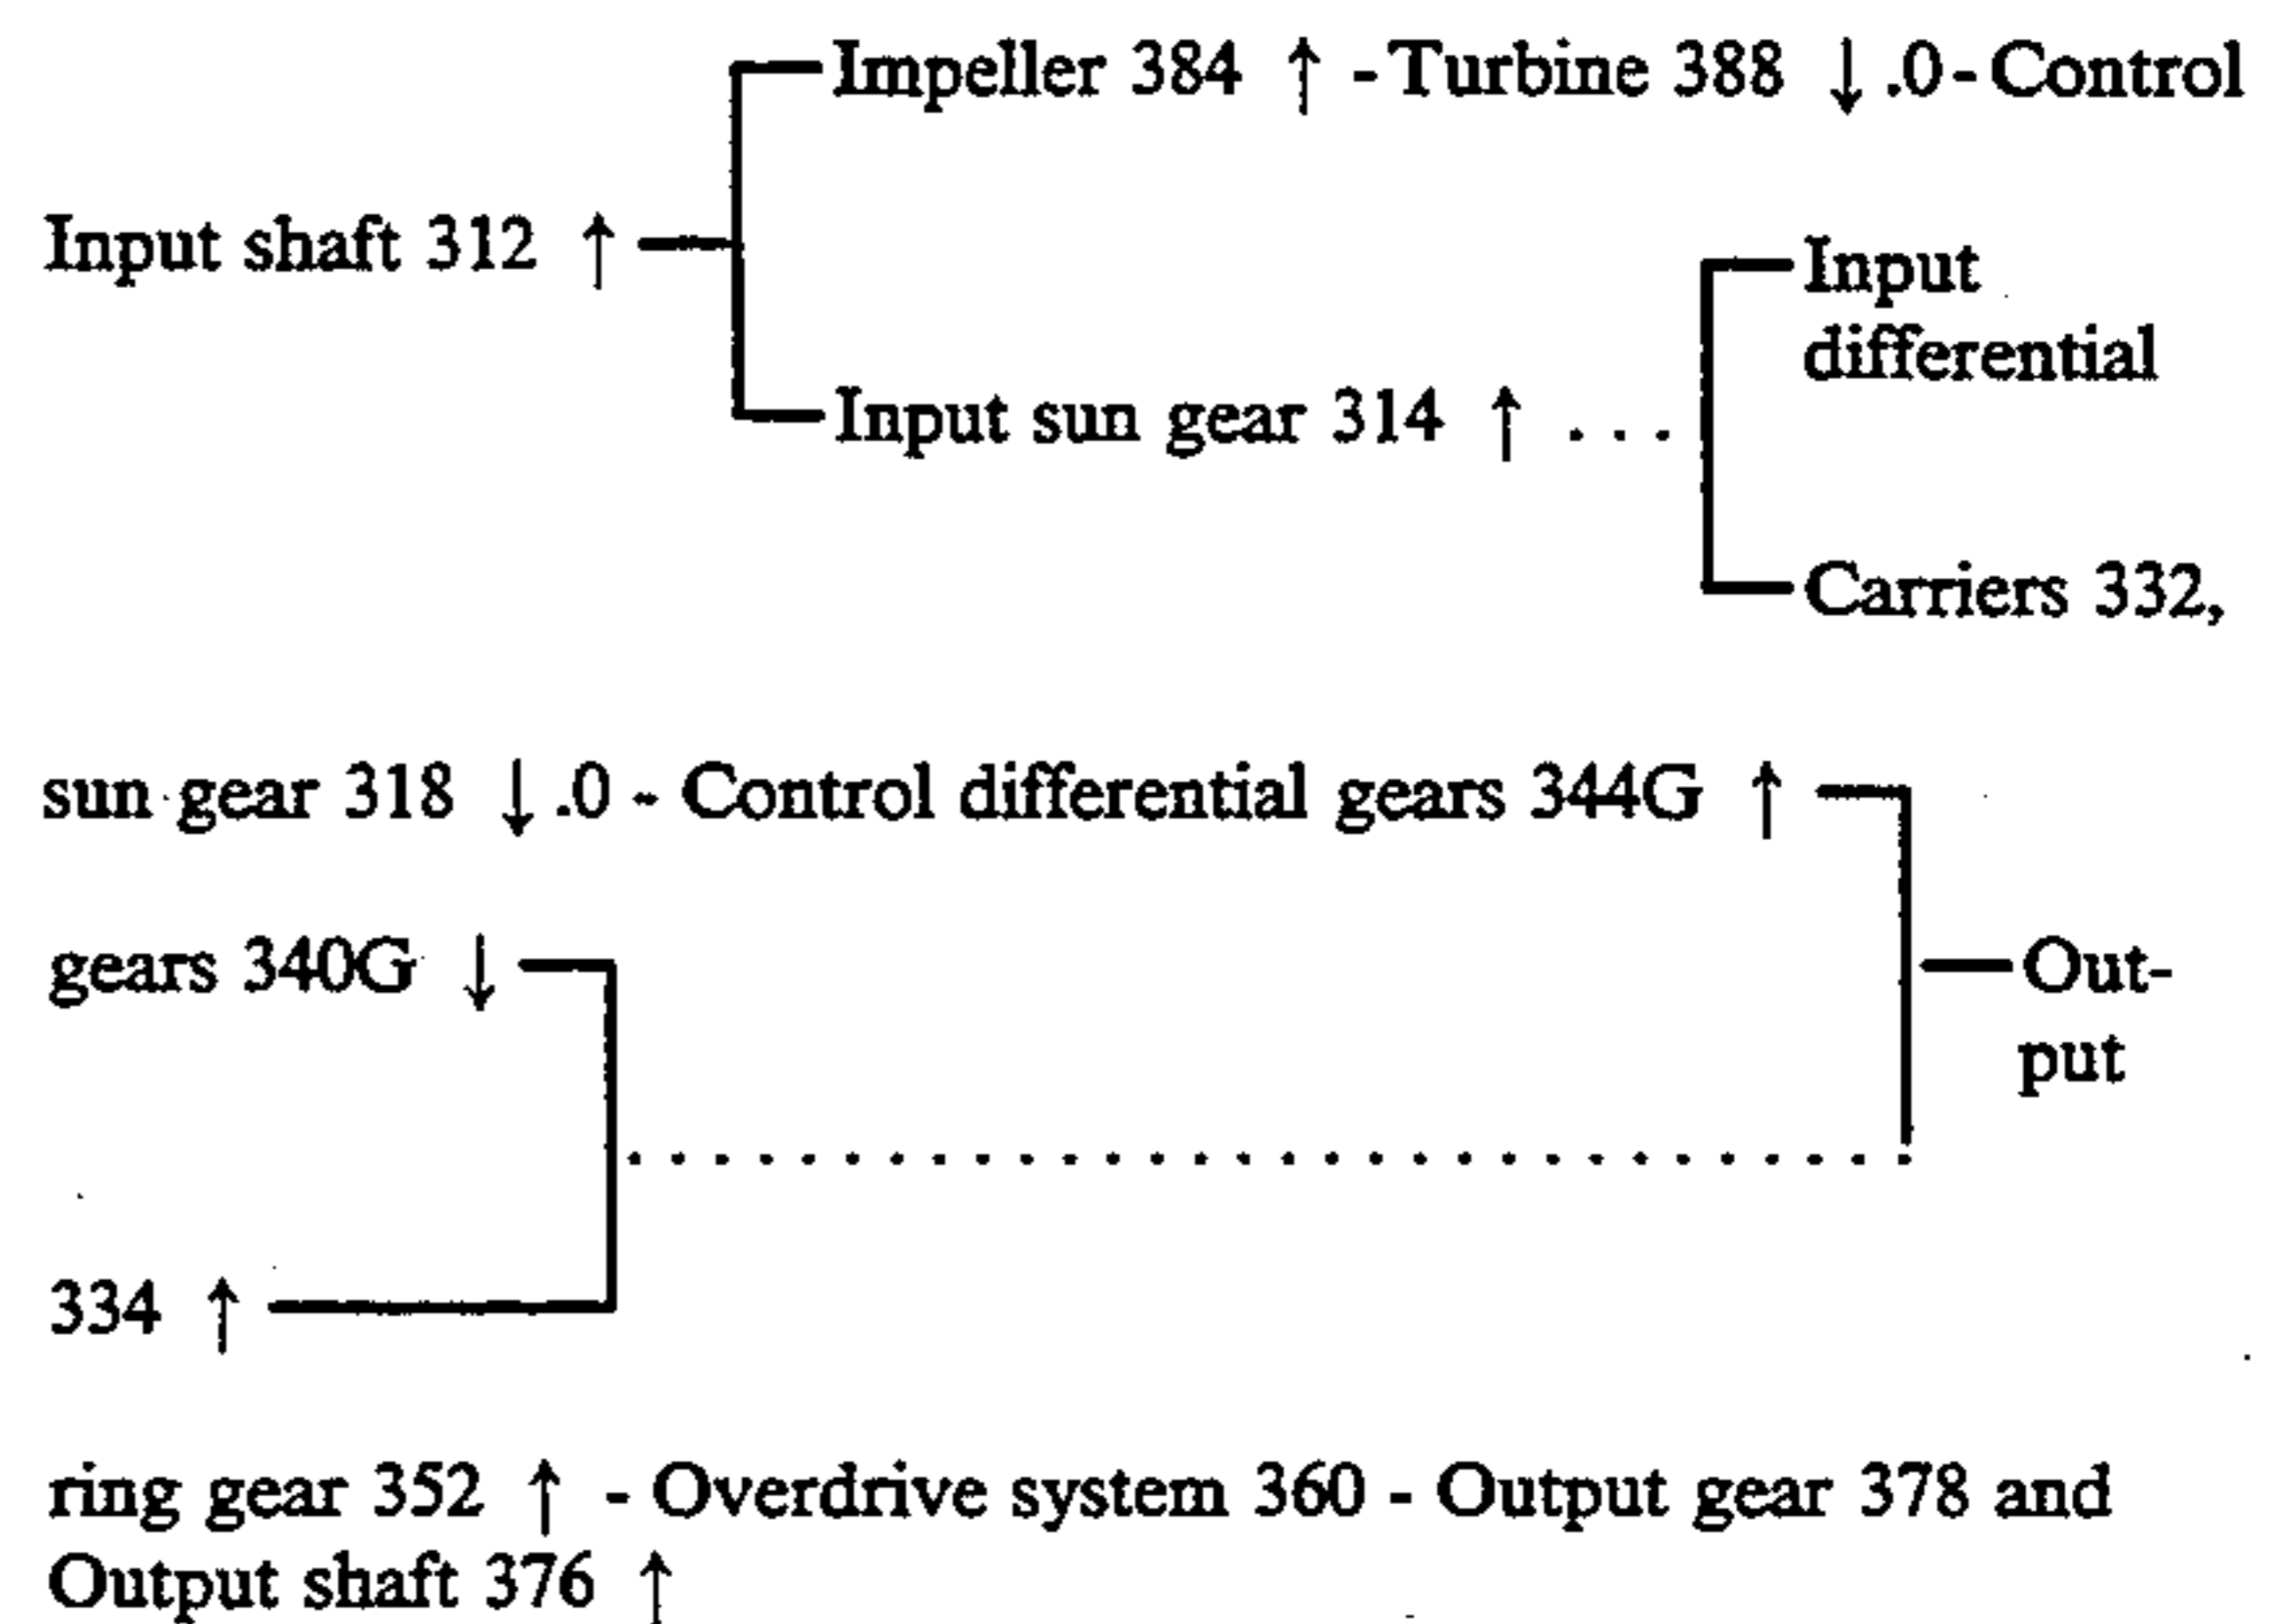 Impeller 384 ↑ - Turbine 388 ↓ .0 - Control
Input shaft 312 ↑
Input
differential
Input sun gear 314 ↑ . . .
Carriers 332,
sun gear 318 ↓ .0 - Control differential gears 344G ↑
gears 340G ↓
Out-
put
334 ↑
ring gear 352 ↑ - Overdrive system 360 - Output gear 378 and
Output shaft 376 ↑